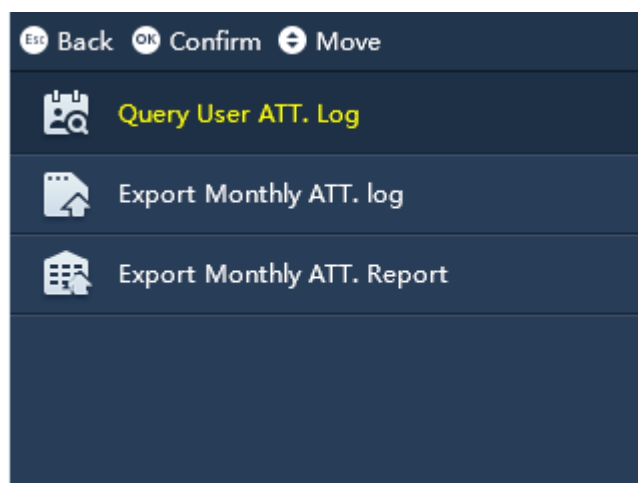 Esc Back OK Confirm Move
Query User ATT. Log
Export Monthly ATT. log
Export Monthly ATT. Report